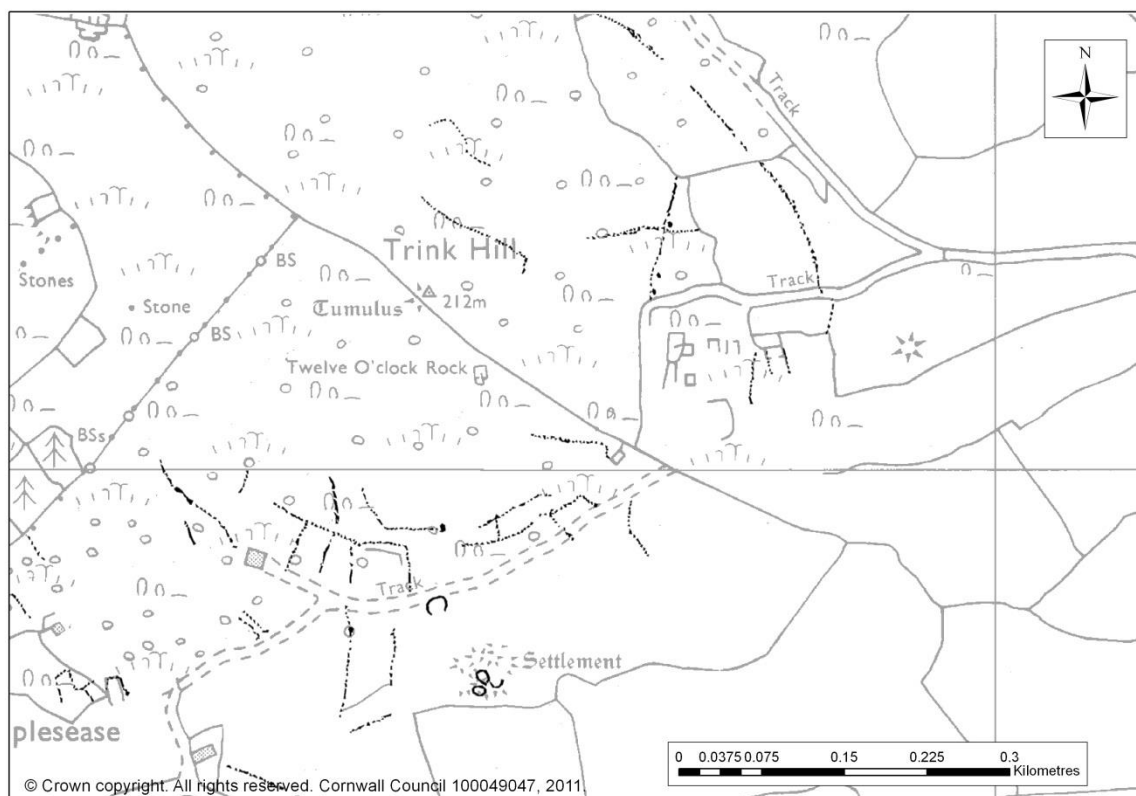 N
Track
Trink Hill
BS
Stones
Track
212m
Tumulus
Stone
BS
Twelve O'clock Rock
BSs
Track
Settlement
plesease
0 0.0375 0.075 0.15 0.225 0.3
Kilometres
© Crown copyright. All rights reserved. Cornwall Council 100049047, 2011.